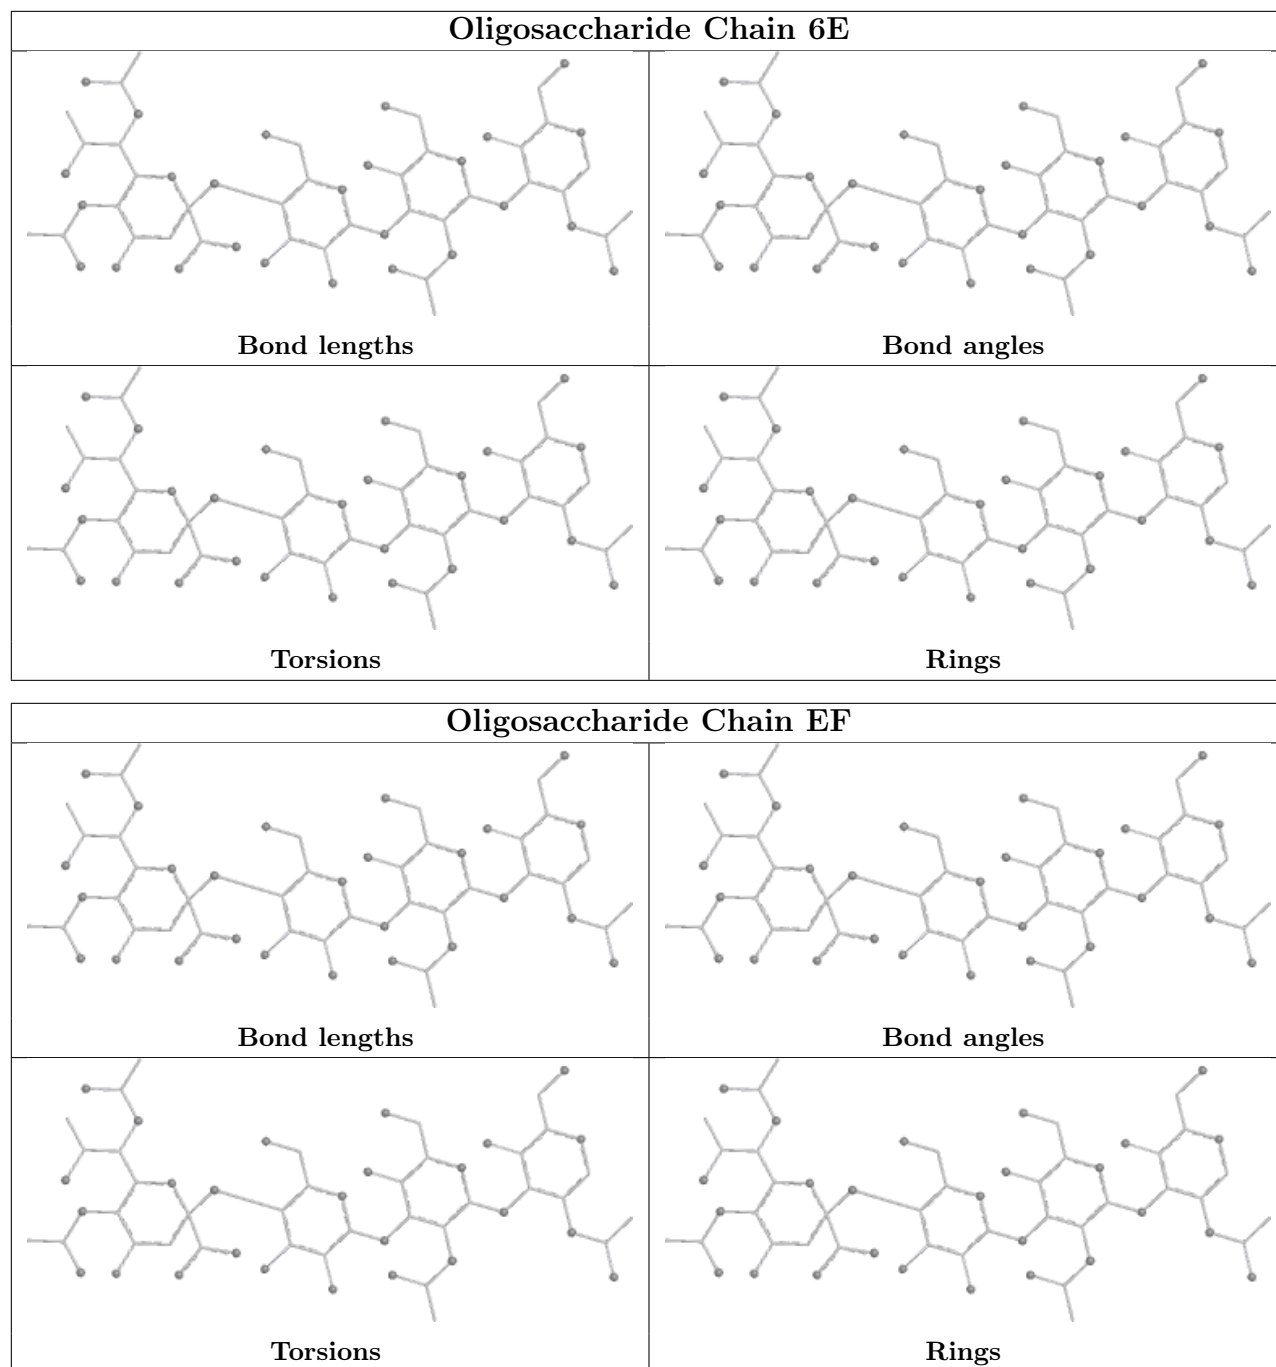 Oligosaccharide Chain 6E
Bond lengths
Bond angles
Torsions
Rings
Oligosaccharide Chain EF
Bond lengths
Bond angles
Torsions
Rings